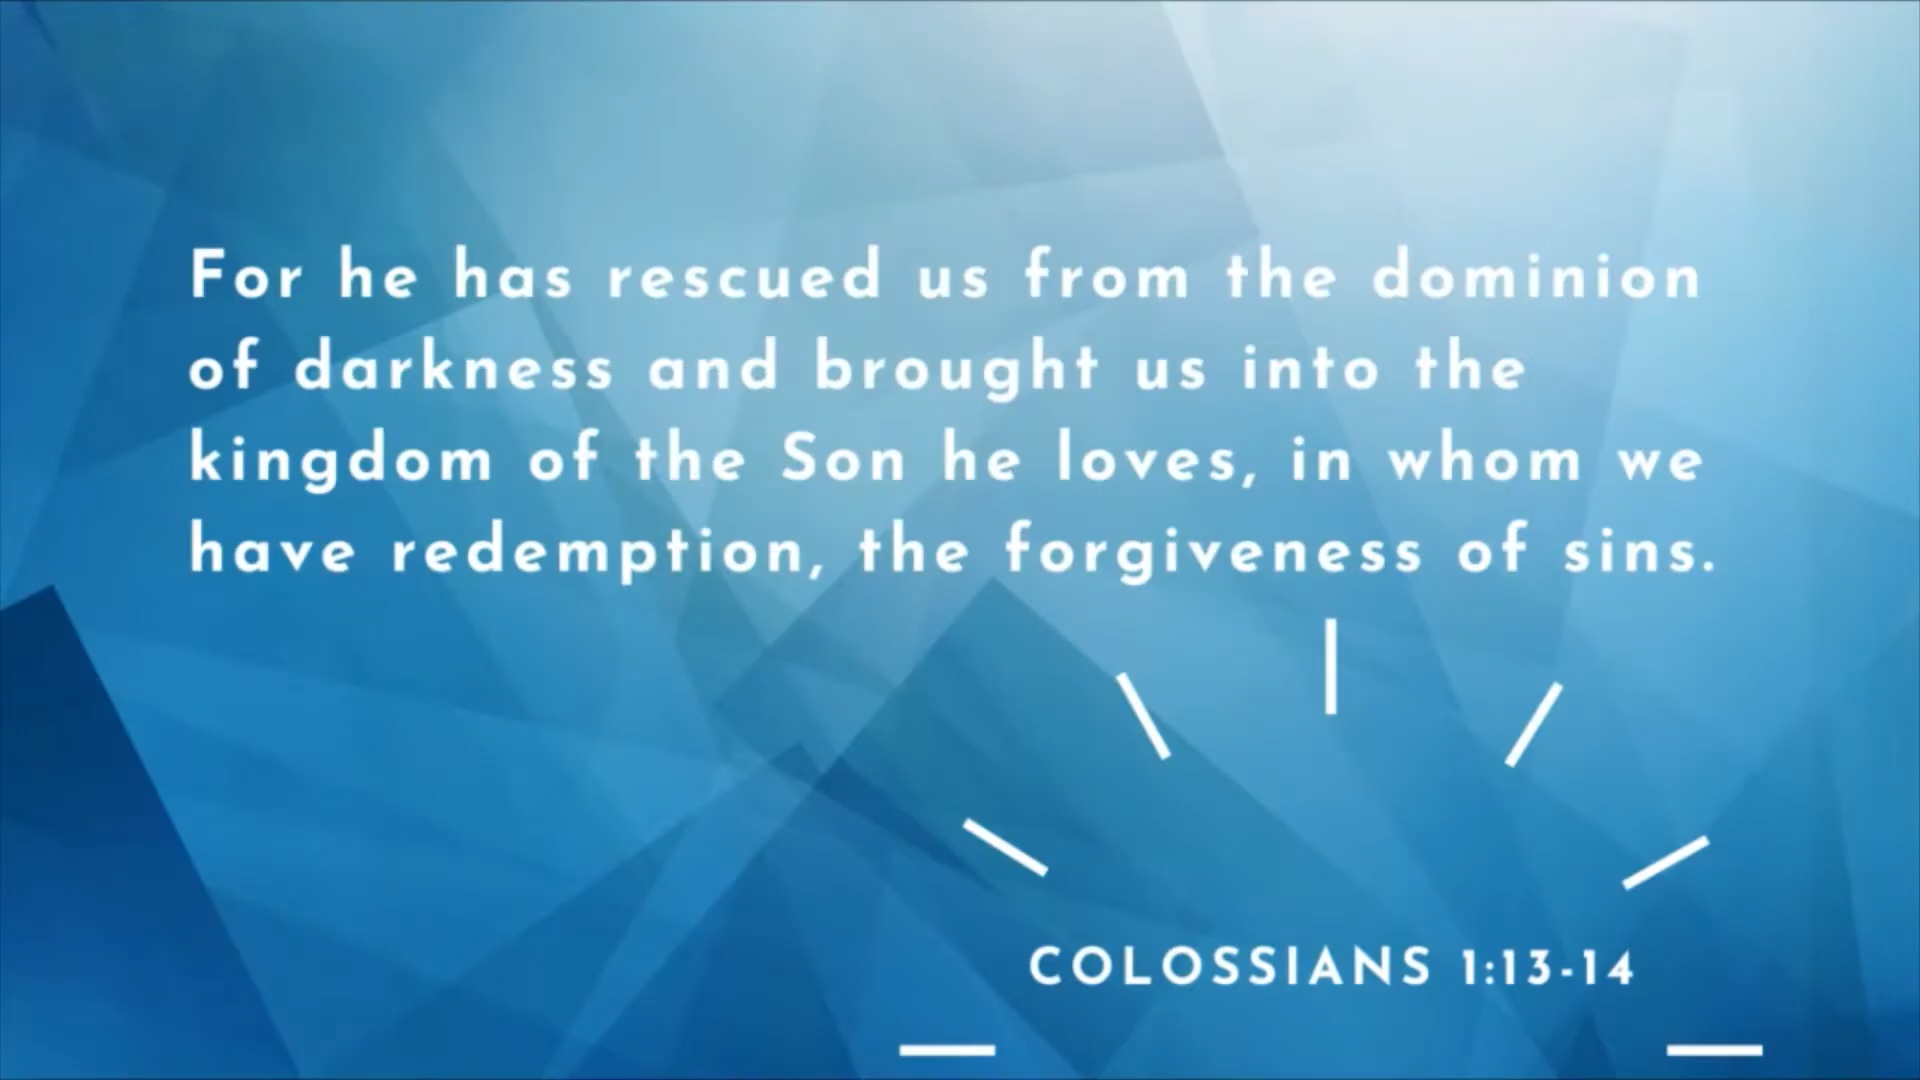 For he has rescued us from the dominion
of darkness and brought us into the
kingdom of the Son he loves, in whom we
have redemption, the forgiveness of sins.
COLOSSIANS 1:13-14